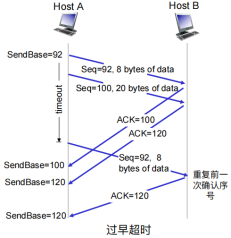 Host A
Host B
SendBase=92
Seq=92, 8 bytes of data
Seq=100, 20 bytes of data
timeout
ACK=100
ACK=120
Seq=92, 8
bytes of data
SendBase=100
SendBase=120
重复前一
次确认序
号
ACK=120
SendBase=120
过早超时